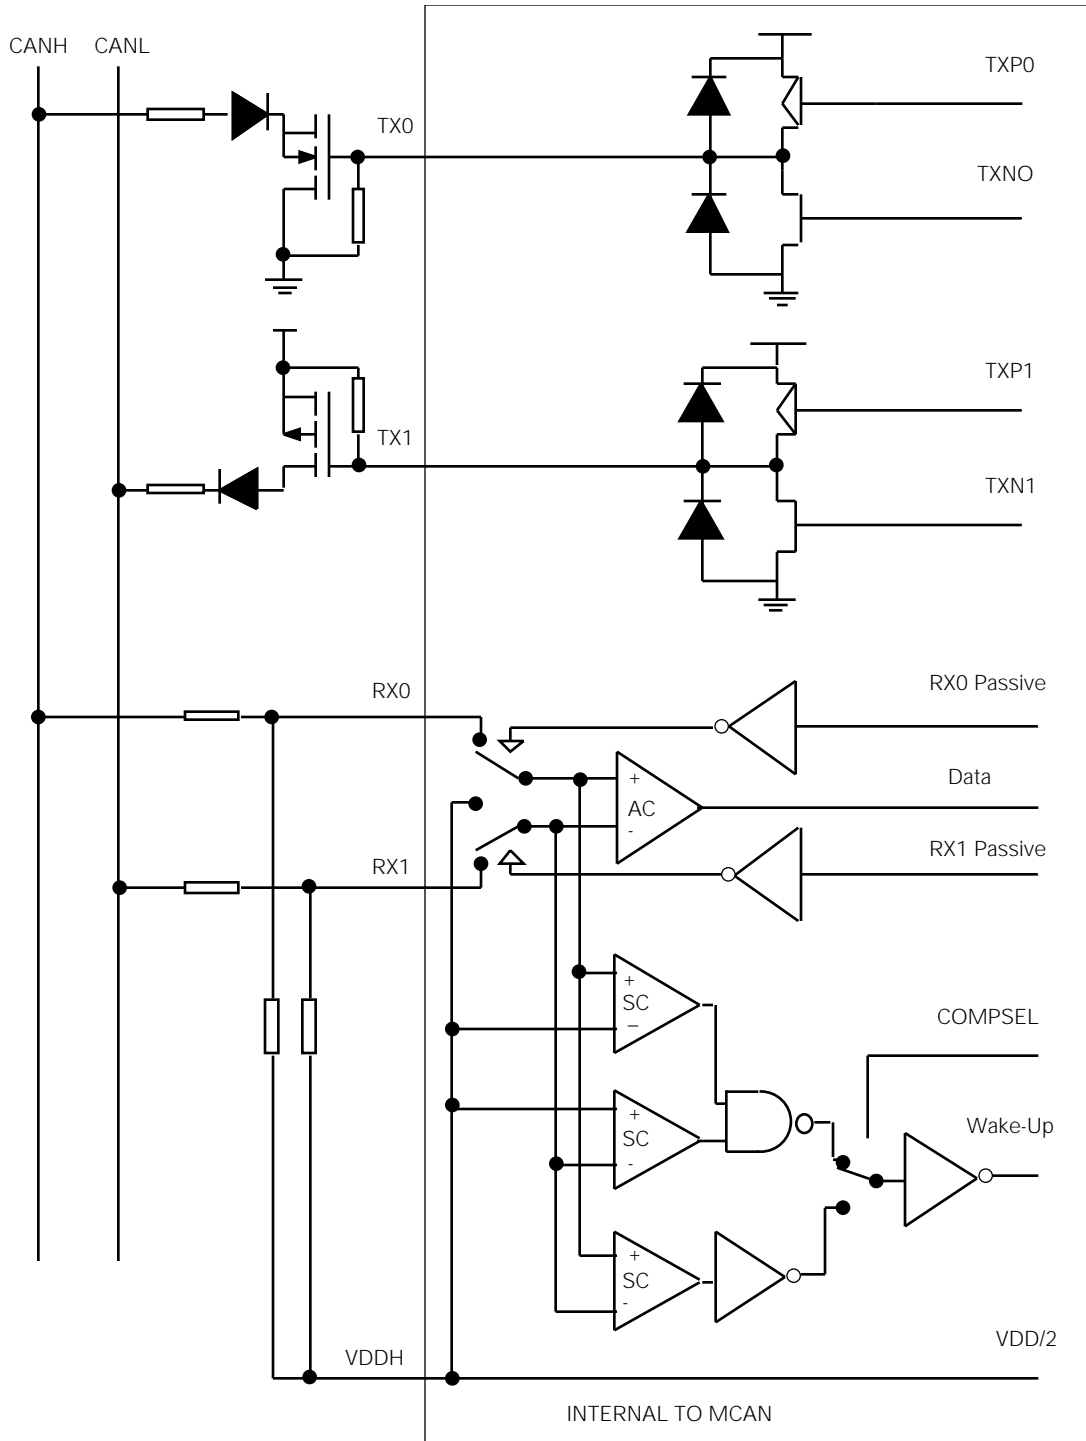 CANH CANL
TXP0
TX0
TXNO
TXP1
TX1
TXN1
RX0
RX0 Passive
+
AC
-
Data
RX1
RX1 Passive
+
SC
–
COMPSEL
+
SC
-
Wake-Up
+
SC
-
VDDH
VDD/2
INTERNAL TO MCAN